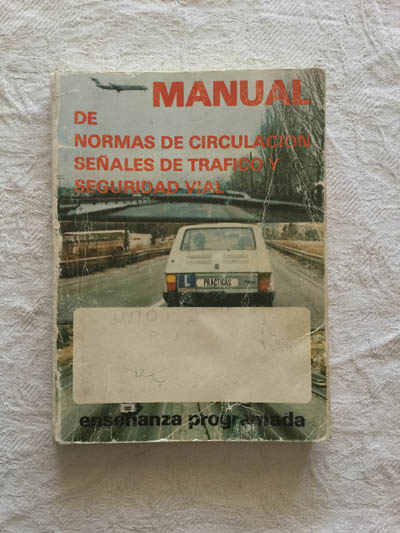 MANUAL
DE
NORMAS DE CIRCULACION
SEÑALES DE TRAFICO Y
SEGURIDAD VIAL
L PRACTICAS
enseñanza programada